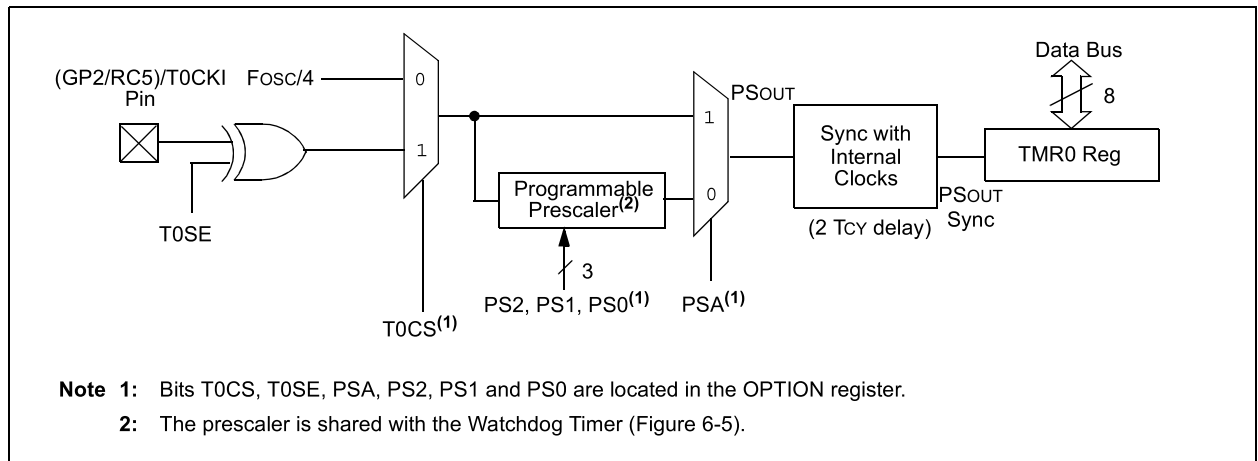 Data Bus
8
(GP2/RC5)/T0CKI
Pin
FOSC/4
0
1
T0SE
T0CS(1)
Programmable
Prescaler(2)
3
PS2, PS1, PS0(1)
1
0
PSA(1)
PSOUT
Sync with
Internal
Clocks
(2 TCY delay)
PSOUT
Sync
TMR0 Reg
Note 1: Bits T0CS, T0SE, PSA, PS2, PS1 and PS0 are located in the OPTION register.
2: The prescaler is shared with the Watchdog Timer (Figure 6-5).